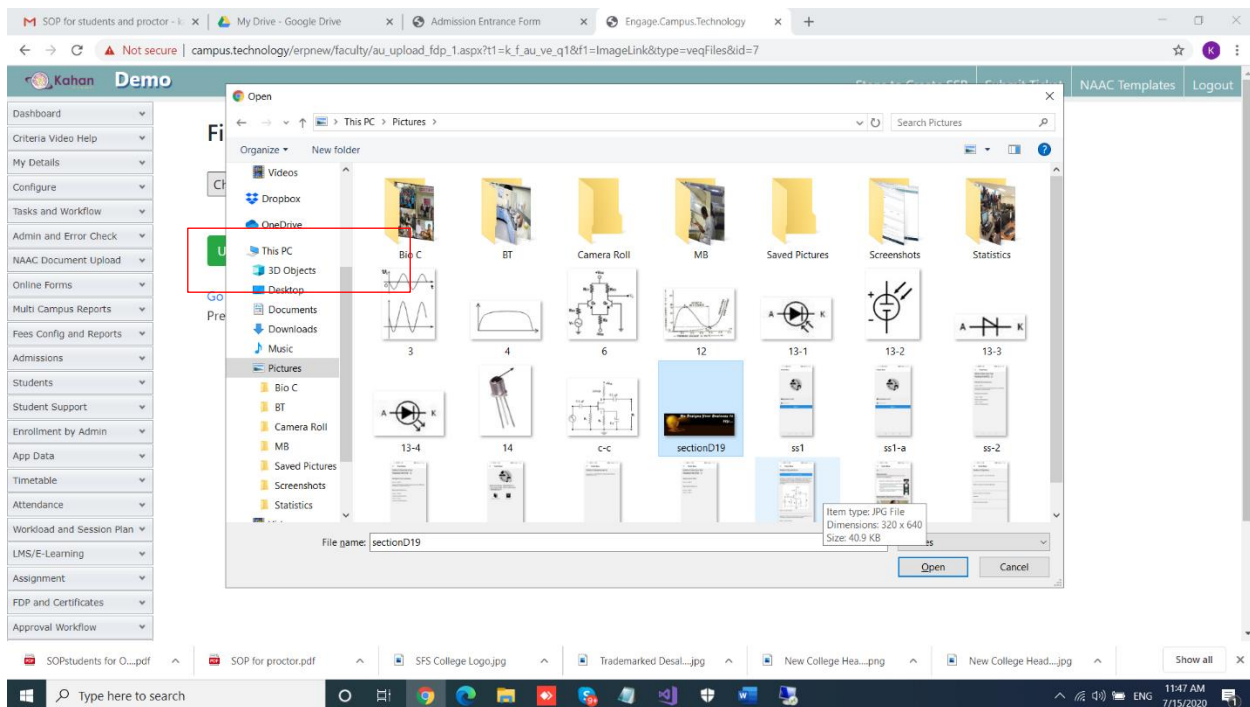 SOP for students and proctor - k
My Drive - Google Drive
Admission Entrance Form
Engage.Campus.Technology
Not secure | campus.technology/erpnew/faculty/au_upload_fdp_1.aspx?t1=k_f_au_ve_q1&f1=ImageLink&type=veqFiles&id=7
K
Kahan Demo
NAAC Templates
Logout
Dashboard
Criteria Video Help
My Details
Configure
Tasks and Workflow
Admin and Error Check
NAAC Document Upload
Online Forms
Multi Campus Reports
Fees Config and Reports
Admissions
Students
Student Support
Enrollment by Admin
App Data
Timetable
Attendance
Workload and Session Plan
LMS/E-Learning
Assignment
FDP and Certificates
Approval Workflow
Fi
Ch
U
Go
Pre
Open
This PC > Pictures >
Search Pictures
Organize
New folder
Videos
Dropbox
OneDrive
This PC
3D Objects
Desktop
Documents
Downloads
Music
Pictures
Bio C
BT
Camera Roll
MB
Saved Pictures
Screenshots
Statistics
Bio C
BT
Camera Roll
MB
Saved Pictures
Screenshots
Statistics
3
4
6
12
A K
13-1
13-2
A K
13-3
A K
13-4
14
c-c
sectionD19
ss1
ss1-a
ss-2
Item type: JPG File
Dimensions: 320 x 640
Size: 40.9 KB
File name: sectionD19
Open
Cancel
SOPstudents for O....pdf
SOP for proctor.pdf
SFS College Logo.jpg
Trademarked Desal....jpg
New College Hea....png
New College Head....jpg
Show all
Type here to search
ENG
11:47 AM
7/15/2020